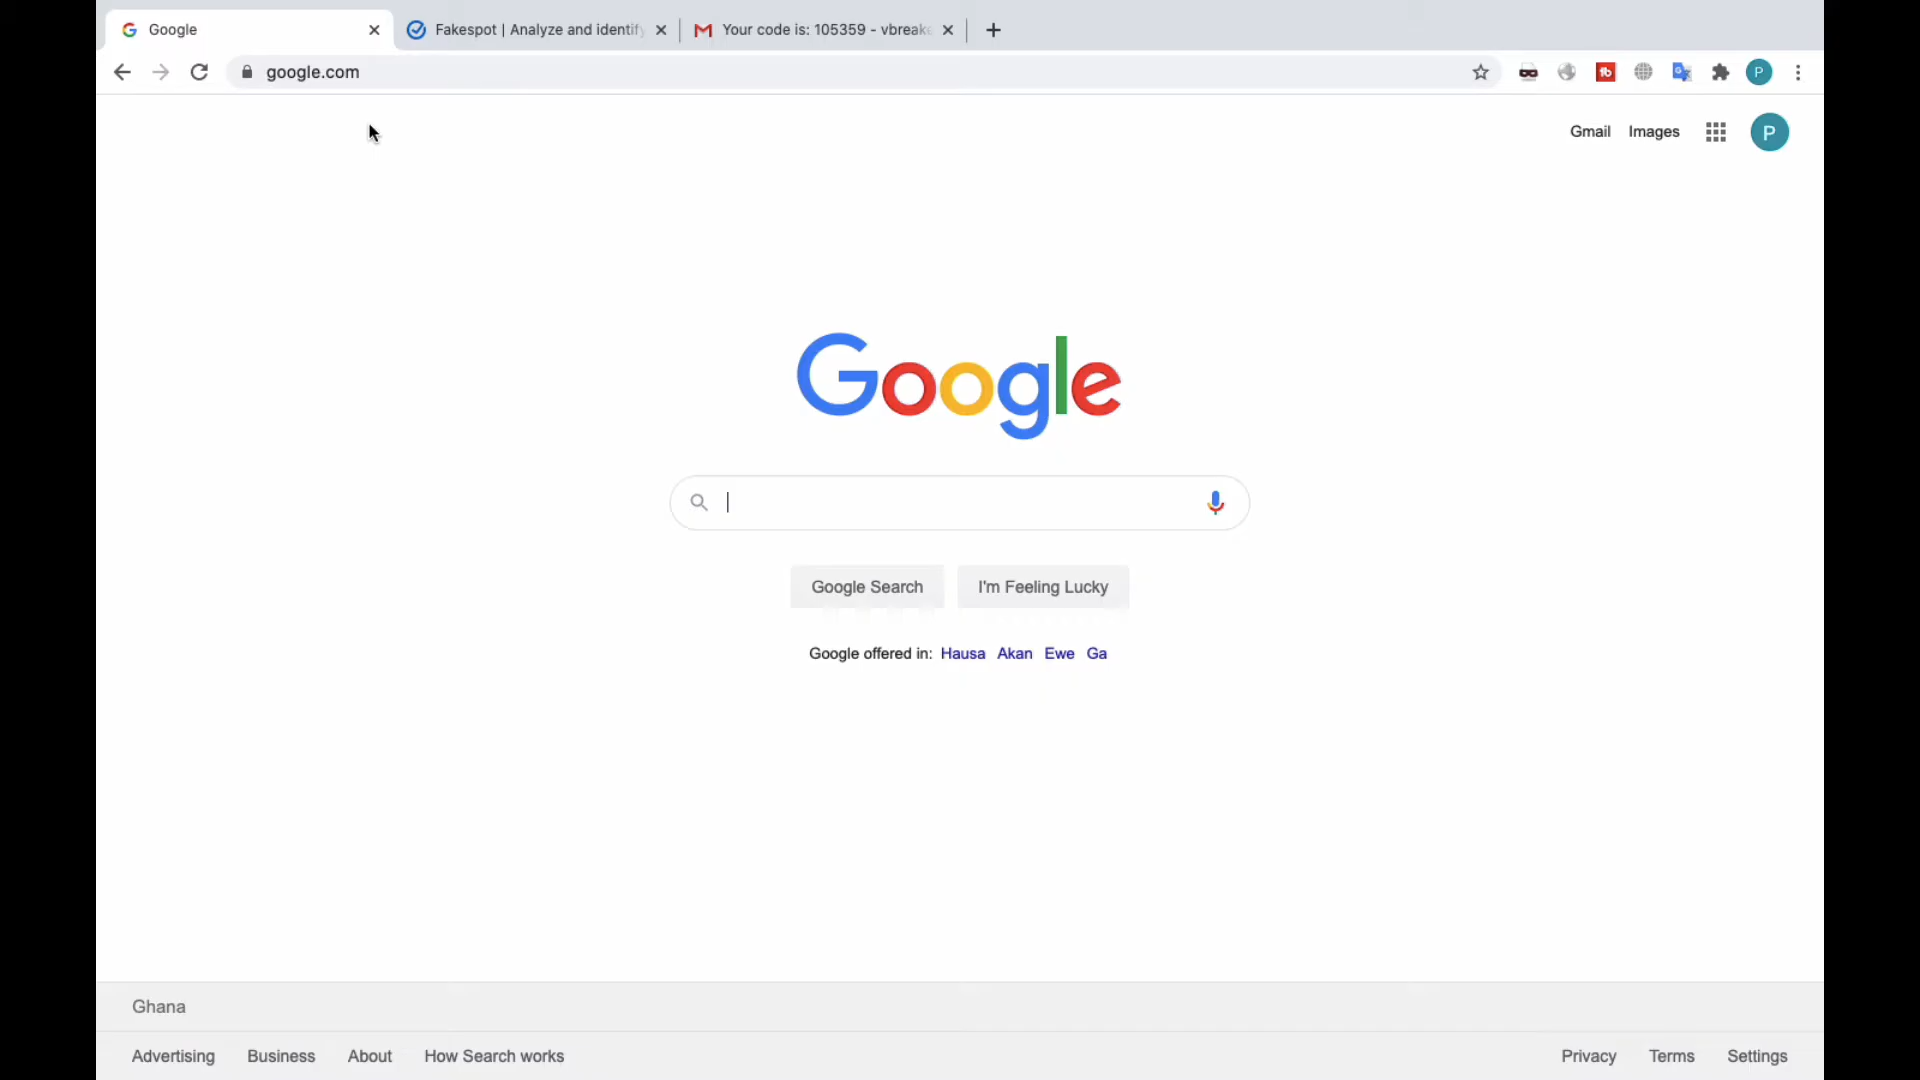 Google
Fakespot | Analyze and identify
Your code is: 105359 - vbreak
google.com
P
Gmail
Images
P
Google
Google Search
I'm Feeling Lucky
Google offered in: Hausa Akan Ewe Ga
Ghana
Advertising
Business
About
How Search works
Privacy
Terms
Settings